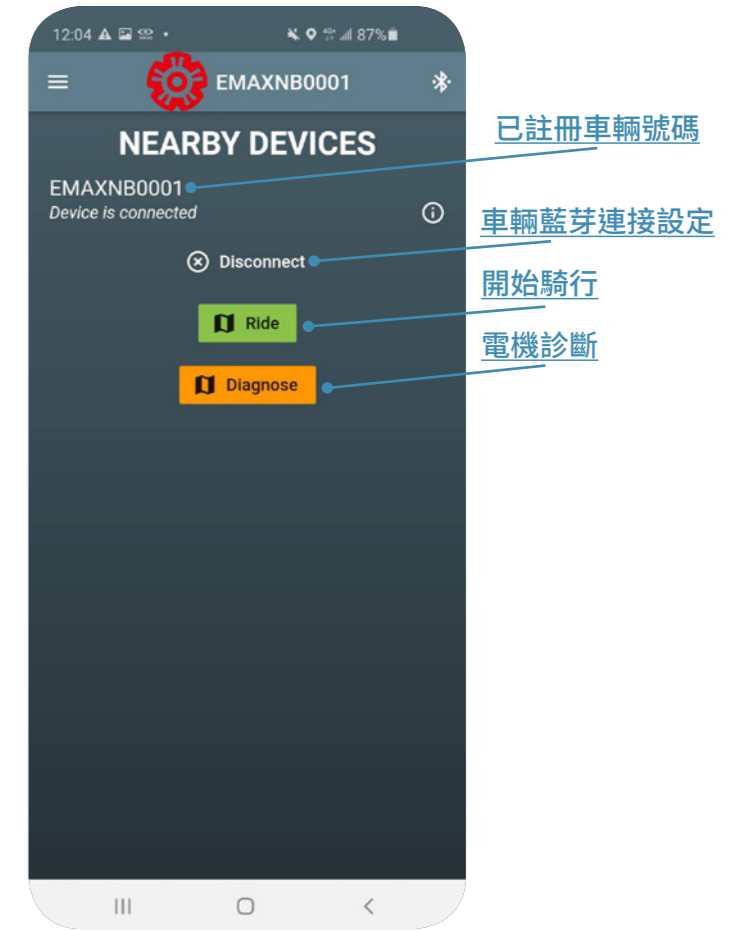 12:04
87%
EMAXNB0001
NEARBY DEVICES
已註冊車輛號碼
EMAXNB0001
Device is connected
車輛藍芽連接設定
Disconnect
開始騎行
Ride
電機診斷
Diagnose